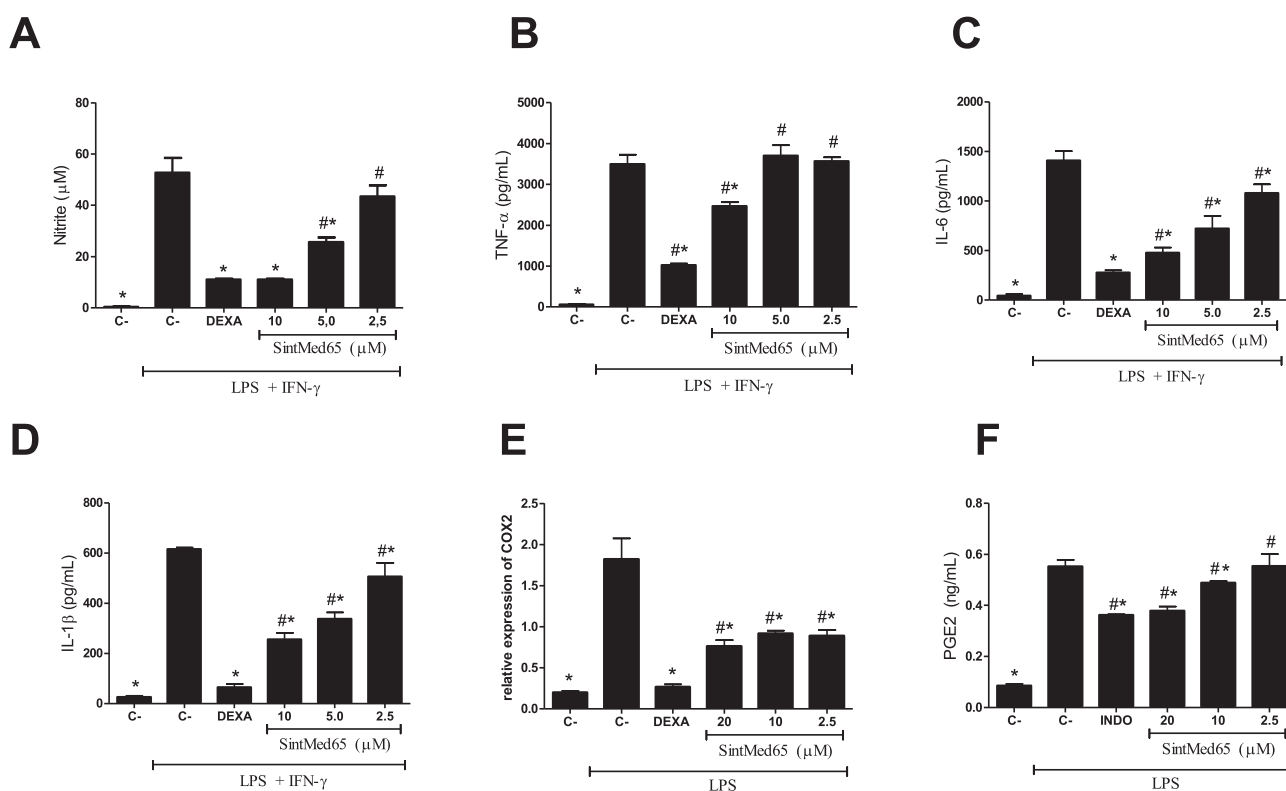 A
Nitrite (μM)
80
60
40
20
0
*
*
*
#*
#
C-
C-
DEXA
10
5,0
2,5
SintMed65 (μM)
LPS + IFN-γ
B
TNF-α (pg/mL)
5000
4000
3000
2000
1000
0
*
#*
#*
#
#
C-
C-
DEXA
10
5.0
2.5
SintMed65 (μM)
LPS + IFN-γ
C
IL-6 (pg/mL)
2000
1500
1000
500
0
*
*
#*
#*
#*
C-
C-
DEXA
10
5.0
2.5
SintMed65 (μM)
LPS + IFN-γ
D
IL-1β (pg/mL)
800
600
400
200
0
*
*
#*
#*
#*
C-
C-
DEXA
10
5.0
2.5
SintMed65 (μM)
LPS + IFN-γ
E
relative expression of COX2
2.5
2.0
1.5
1.0
0.5
0.0
*
*
#*
#*
#*
C-
C-
DEXA
20
10
2.5
SintMed65 (μM)
LPS
F
PGE2 (ng/mL)
0.8
0.6
0.4
0.2
0.0
*
#*
#*
#*
#
C-
C-
INDO
20
10
2.5
SintMed65 (μM)
LPS